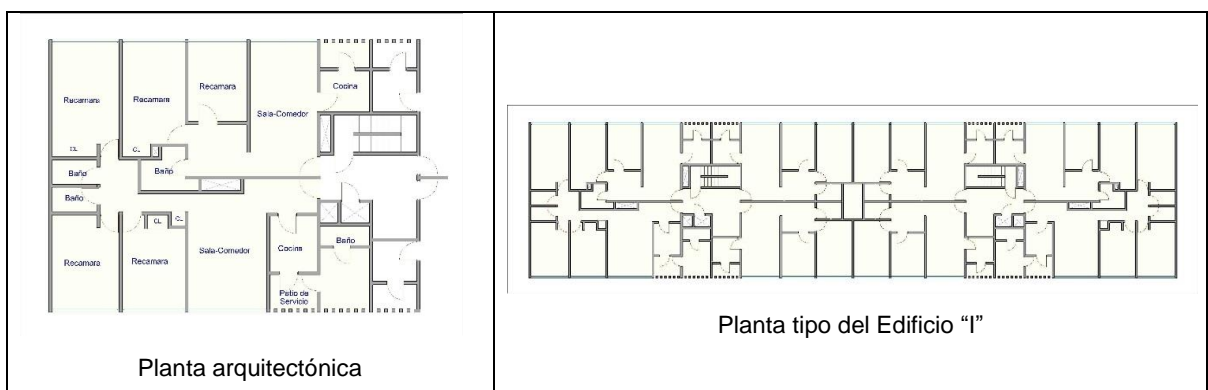 Recamara
Recamara
Recamara
Sala-Comedor
Cocina
CL
CL
Baño
Baño
Baño
CL
CL
Recamara
Recamara
Sala-Comedor
Cocina
Baño
Patio de
Servicio
Planta arquitectónica
Planta tipo del Edificio “I”